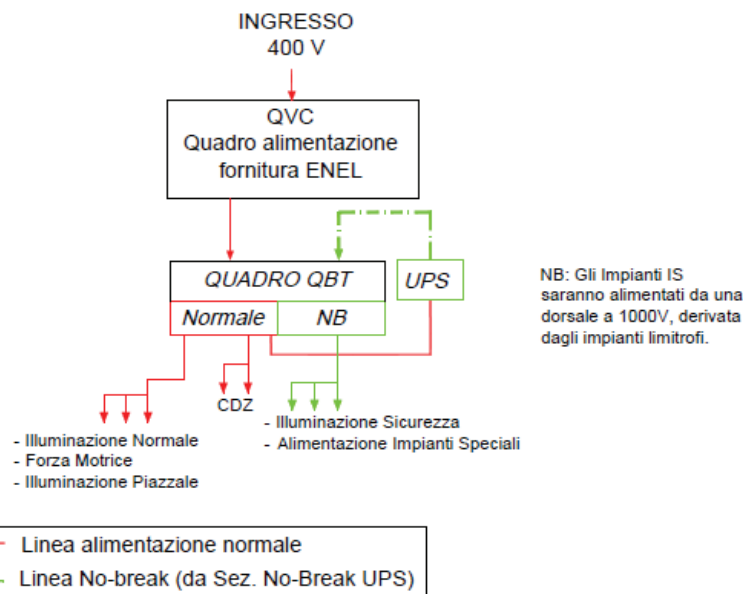 INGRESSO
400 V
QVC
Quadro alimentazione
fornitura ENEL
QUADRO QBT
UPS
Normale
NB
NB: Gli Impianti IS
saranno alimentati da una
dorsale a 1000V, derivata
dagli impianti limitrofi.
CDZ
- Illuminazione Normale
- Forza Motrice
- Illuminazione Piazzale
- Illuminazione Sicurezza
- Alimentazione Impianti Speciali
Linea alimentazione normale
Linea No-break (da Sez. No-Break UPS)